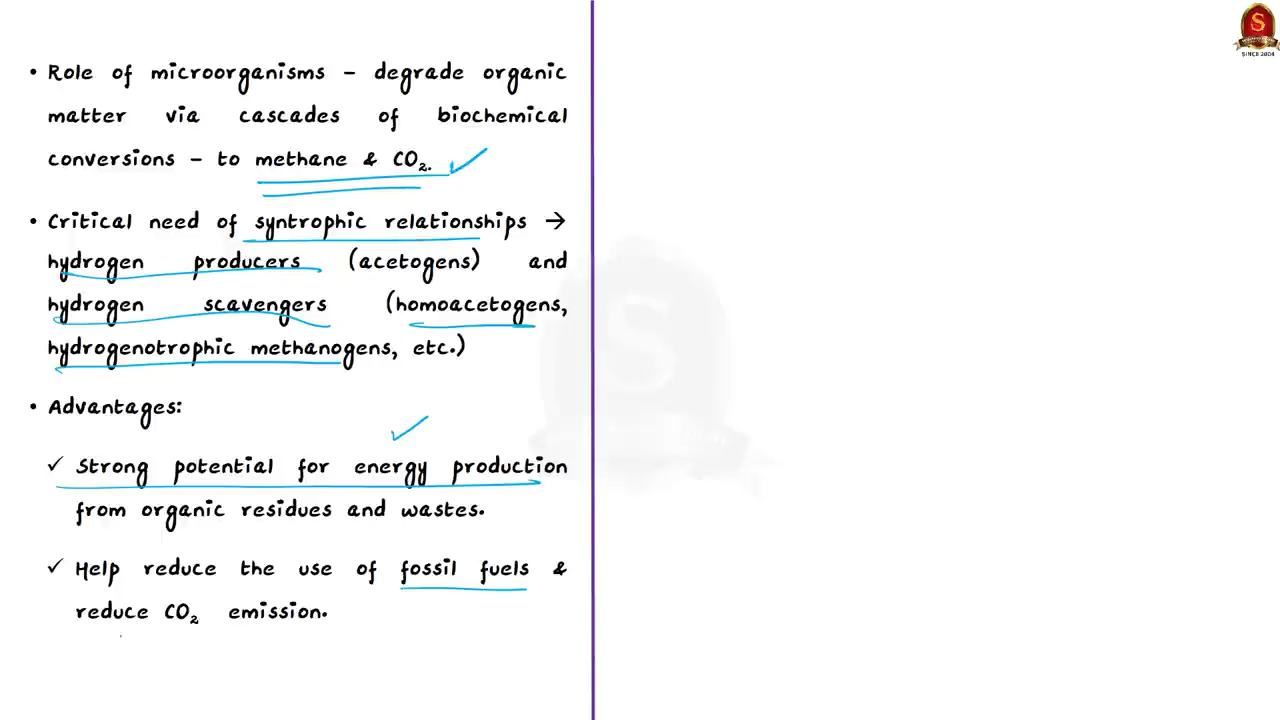 • Role of microorganisms – degrade organic
matter via cascades of biochemical
conversions – to methane & CO₂.
• Critical need of syntrophic relationships →
hydrogen producers (acetogens) and
hydrogen scavengers (homoacetogens,
hydrogenotrophic methanogens, etc.)
• Advantages:
✓ Strong potential for energy production
from organic residues and wastes.
✓ Help reduce the use of fossil fuels &
reduce CO₂ emission.
S
SINCE 2004
S